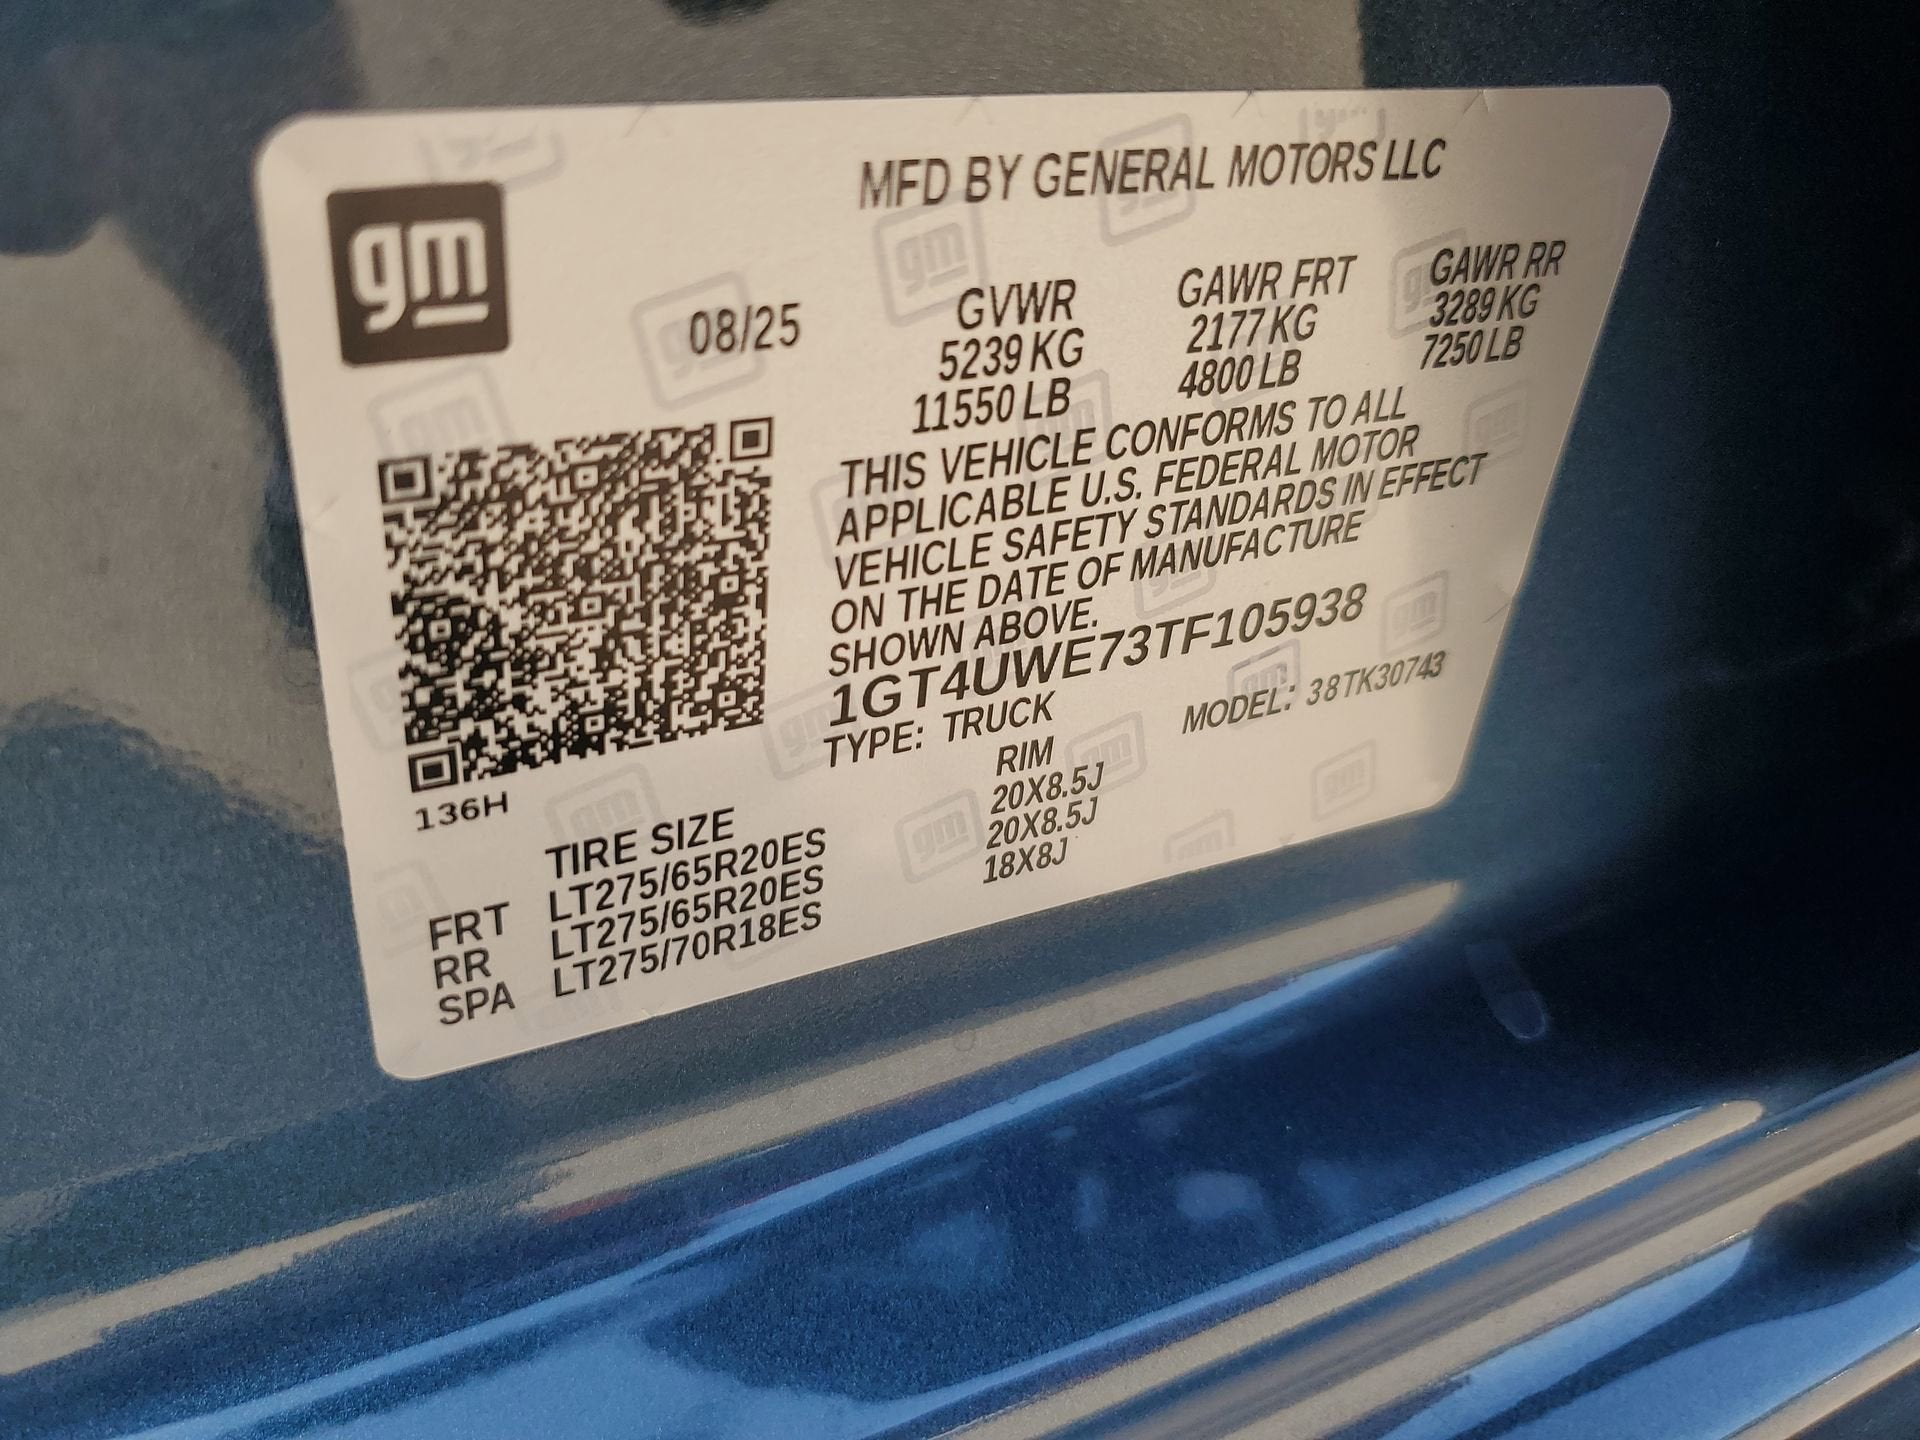 gm
MFD BY GENERAL MOTORS LLC
08/25
GVWR GAWR FRT GAWR RR
5239 KG 2177 KG 3289 KG
11550 LB 4800 LB 7250 LB
THIS VEHICLE CONFORMS TO ALL
APPLICABLE U.S. FEDERAL MOTOR
VEHICLE SAFETY STANDARDS IN EFFECT
ON THE DATE OF MANUFACTURE
SHOWN ABOVE.
1GT4UWE73TF105938
TYPE: TRUCK MODEL: 38TK30743
136H
TIRE SIZE RIM
FRT LT275/65R20ES 20X8.5J
RR LT275/65R20ES 20X8.5J
SPA LT275/70R18ES 18X8J